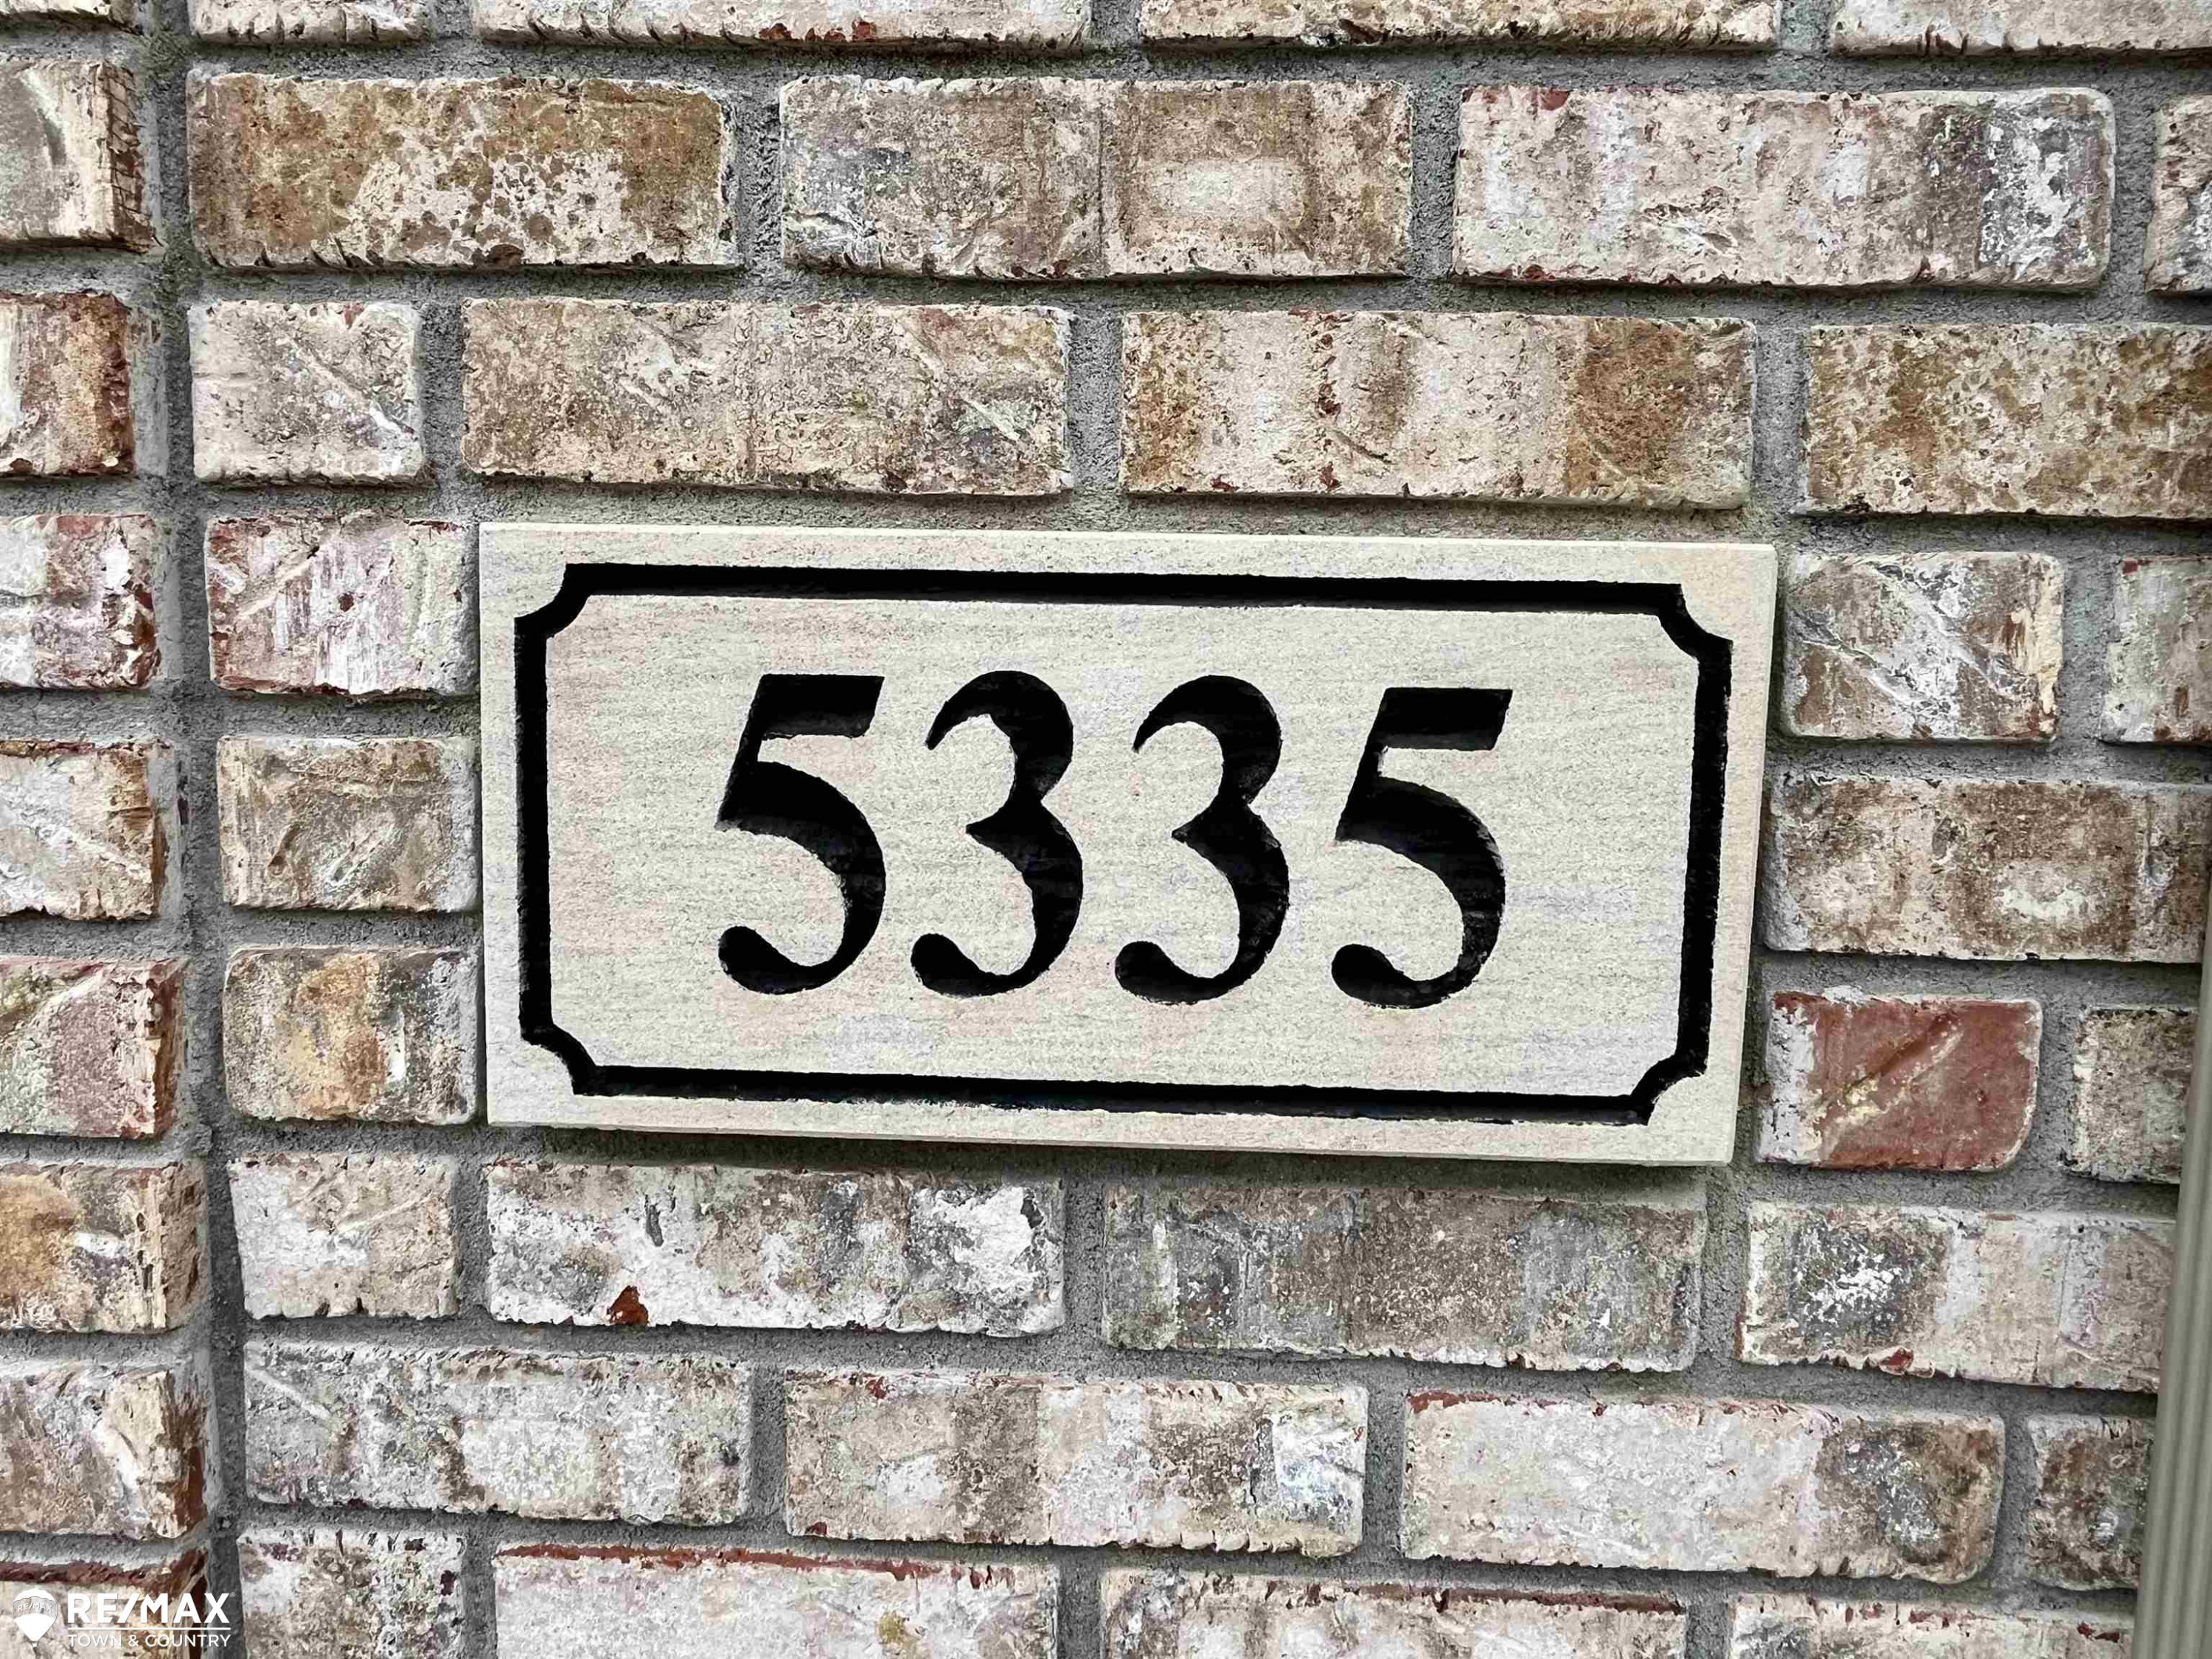 5335
RE/MAX
TOWN & COUNTRY